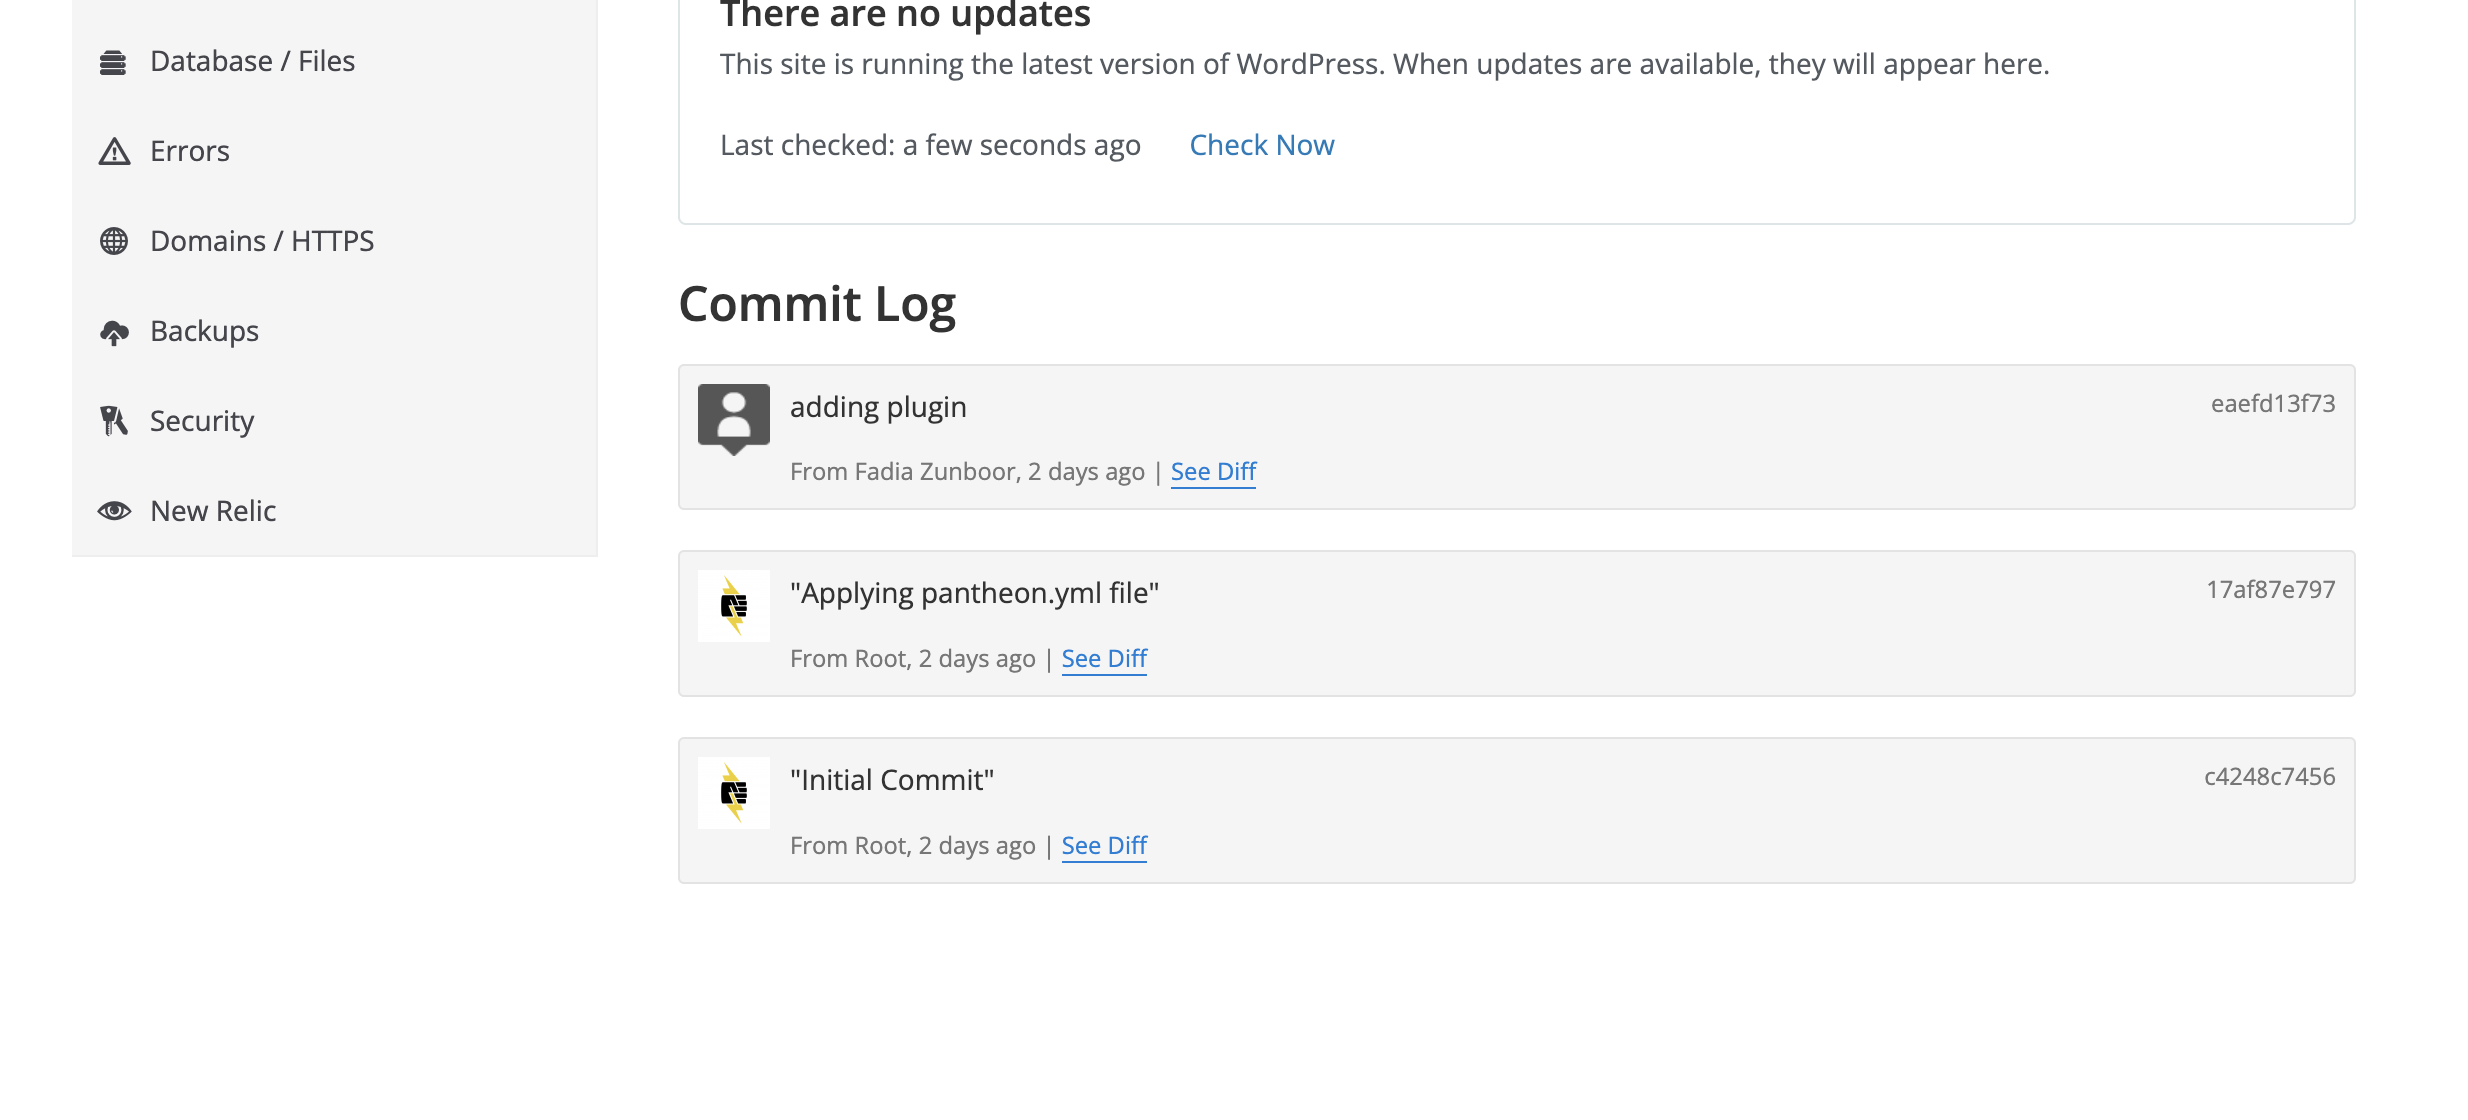 Database / Files
Errors
Domains / HTTPS
Backups
Security
New Relic
There are no updates
This site is running the latest version of WordPress. When updates are available, they will appear here.
Last checked: a few seconds ago Check Now
Commit Log
adding plugin eaefd13f73
From Fadia Zunboor, 2 days ago | See Diff
"Applying pantheon.yml file" 17af87e797
From Root, 2 days ago | See Diff
"Initial Commit" c4248c7456
From Root, 2 days ago | See Diff